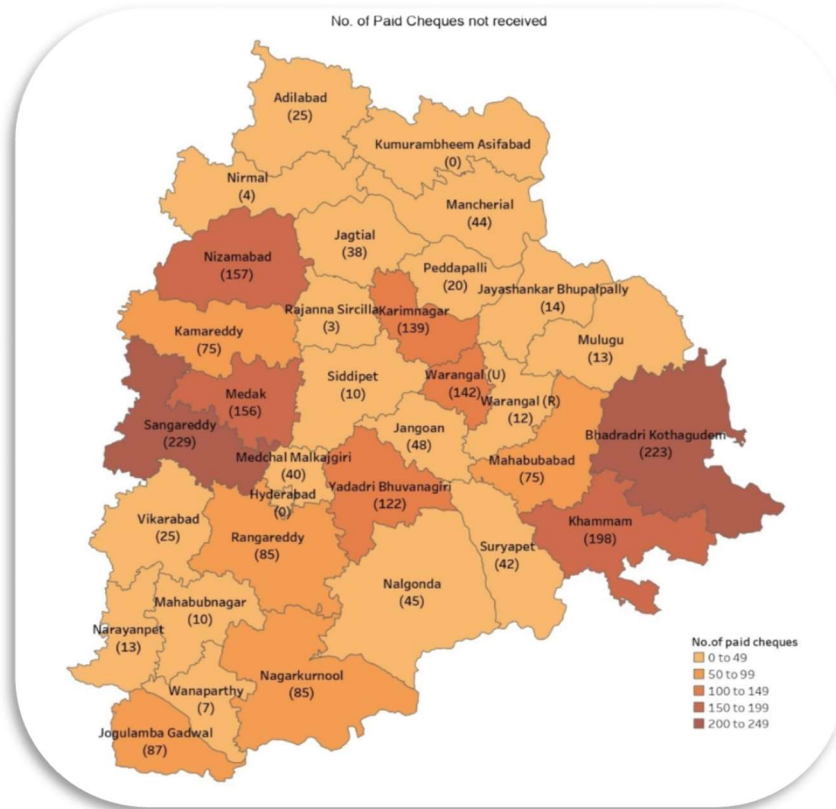 No. of Paid Cheques not received
Adilabad
(25)
Kumurambheem Asifabad
(0)
Nirmal
(4)
Mancherial
(44)
Jagtial
(38)
Nizamabad
(157)
Peddapalli
(20)
Jayashankar Bhupalpally
(14)
Rajanna Sircilla
(3)
Karimnagar
(139)
Kamareddy
(75)
Mulugu
(13)
Siddipet
(10)
Warangal (U)
(142)
Medak
(156)
Warangal (R)
(12)
Sangareddy
(229)
Jangoan
(48)
Bhadradri Kothagudem
(223)
Medchal Malkajgiri
(40)
Mahabubabad
(75)
Yadadri Bhuvanagiri
(122)
Hyderabad
(0)
Vikarabad
(25)
Khammam
(198)
Rangareddy
(85)
Suryapet
(42)
Nalgonda
(45)
Mahabubnagar
(10)
Narayanpet
(13)
Nagarkurnool
(85)
Wanaparthy
(7)
Jogulamba Gadwal
(87)
No.of paid cheques
0 to 49
50 to 99
100 to 149
150 to 199
200 to 249